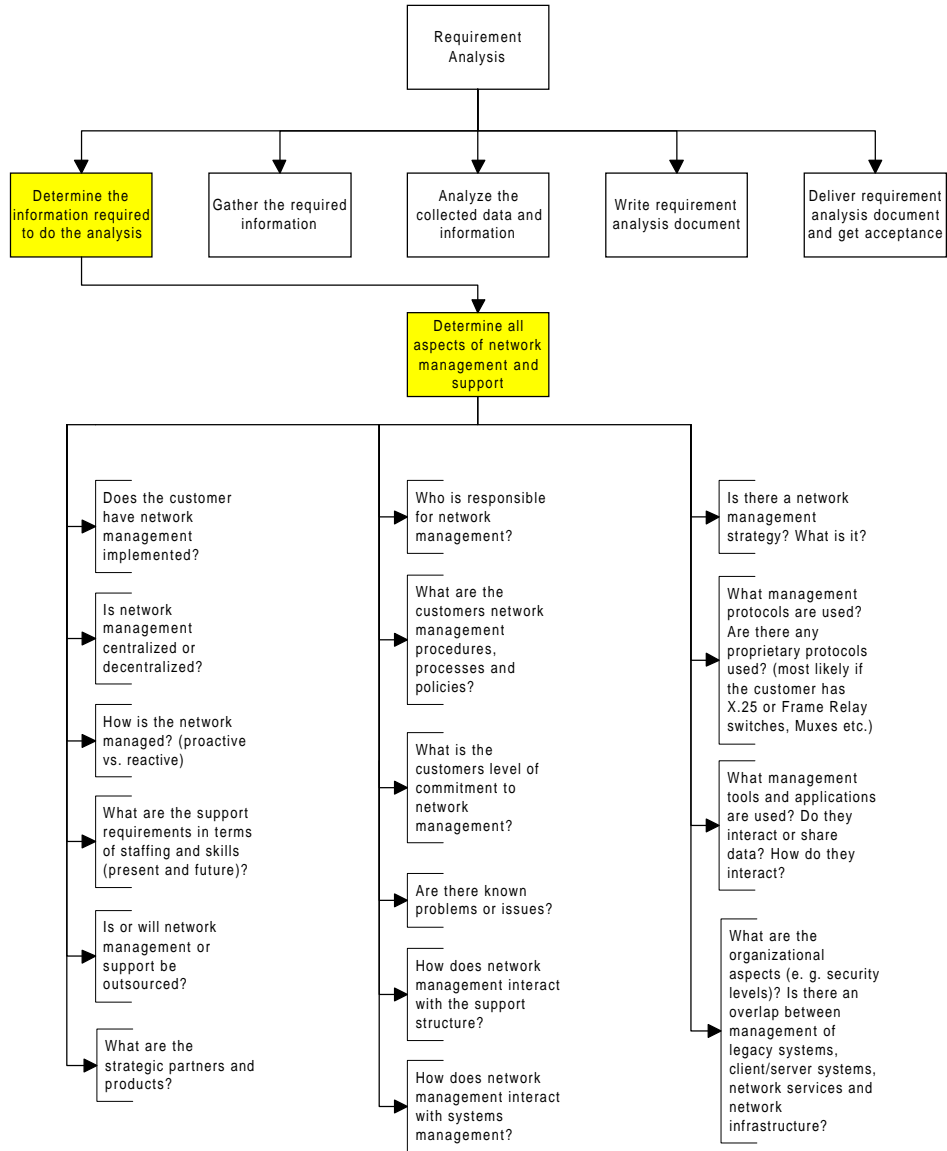 Requirement
Analysis
Determine the
information required
to do the analysis
Gather the required
information
Analyze the
collected data and
information
Write requirement
analysis document
Deliver requirement
analysis document
and get acceptance
Determine all
aspects of network
management and
support
Does the customer
have network
management
implemented?
Is network
management
centralized or
decentralized?
How is the network
managed? (proactive
vs. reactive)
What are the support
requirements in terms
of staffing and skills
(present and future)?
Is or will network
management or
support be
outsourced?
What are the
strategic partners and
products?
Who is responsible
for network
management?
What are the
customers network
management
procedures,
processes and
policies?
What is the
customers level of
commitment to
network
management?
Are there known
problems or issues?
How does network
management interact
with the support
structure?
How does network
management interact
with systems
management?
Is there a network
management
strategy? What is it?
What management
protocols are used?
Are there any
proprietary protocols
used? (most likely if
the customer has
X.25 or Frame Relay
switches, Muxes etc.)
What management
tools and applications
are used? Do they
interact or share
data? How do they
interact?
What are the
organizational
aspects (e. g. security
levels)? Is there an
overlap between
management of
legacy systems,
client/server systems,
network services and
network
infrastructure?